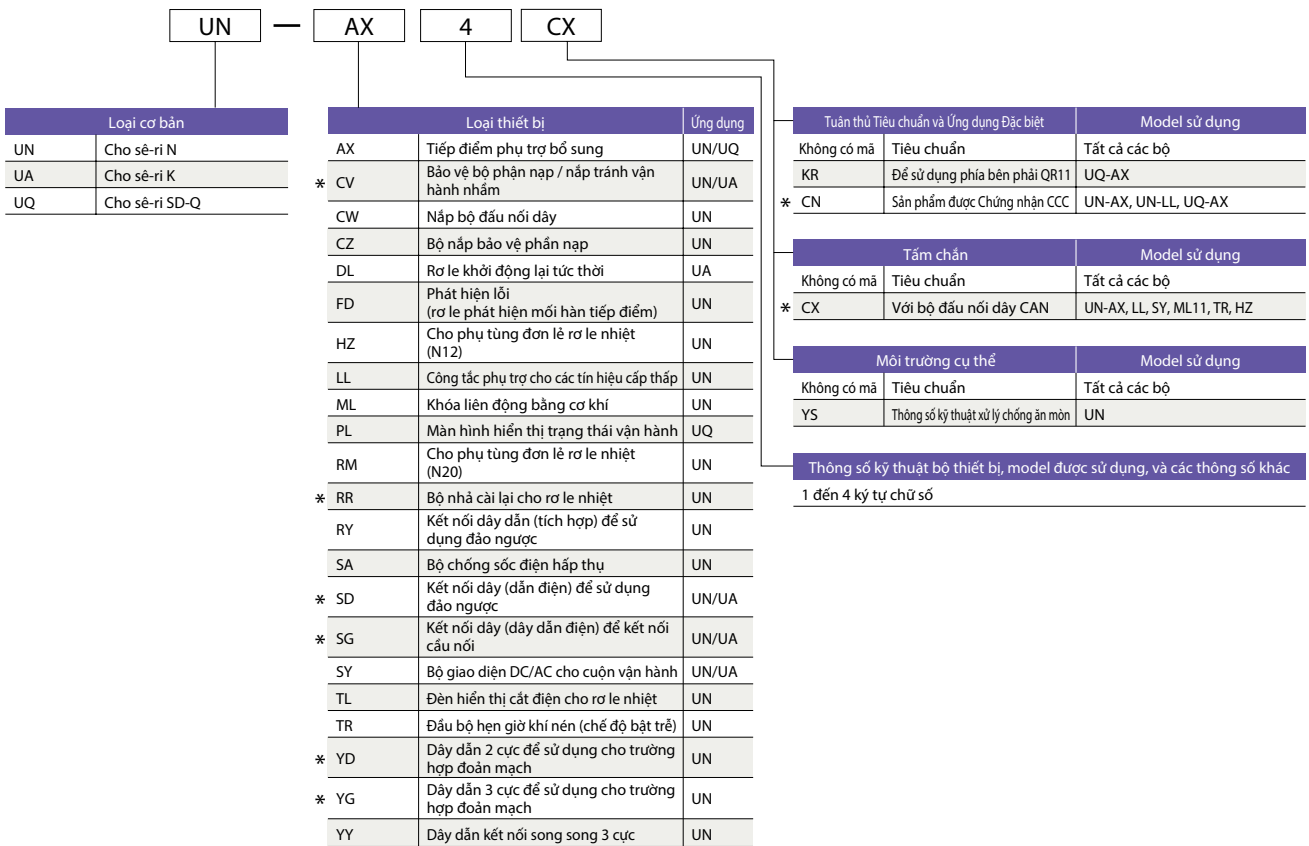 UN — AX 4 CX
Loại cơ bản
UN Cho sê-ri N
UA Cho sê-ri K
UQ Cho sê-ri SD-Q
Loại thiết bị Ứng dụng
AX Tiếp điểm phụ trợ bổ sung UN/UQ
* CV Bảo vệ bộ phận nạp / nắp tránh vận
hành nhầm UN/UA
CW Nắp bộ đấu nối dây UN
CZ Bộ nắp bảo vệ phần nạp UN
DL Rơ le khởi động lại tức thời UA
FD Phát hiện lỗi
(rơ le phát hiện mối hàn tiếp điểm) UN
HZ Cho phụ tùng đơn lẻ rơ le nhiệt
(N12) UN
LL Công tắc phụ trợ cho các tín hiệu cấp thấp UN
ML Khóa liên động bằng cơ khí UN
PL Màn hình hiển thị trạng thái vận hành UQ
RM Cho phụ tùng đơn lẻ rơ le nhiệt
(N20) UN
* RR Bộ nhả cài lại cho rơ le nhiệt UN
RY Kết nối dây dẫn (tích hợp) để sử
dụng đảo ngược UN
SA Bộ chống sốc điện hấp thụ UN
* SD Kết nối dây (dẫn điện) để sử dụng
đảo ngược UN/UA
* SG Kết nối dây (dây dẫn điện) để kết nối
cầu nối UN/UA
SY Bộ giao diện DC/AC cho cuộn vận hành UN/UA
TL Đèn hiển thị cắt điện cho rơ le nhiệt UN
TR Đầu bộ hẹn giờ khí nén (chế độ bật trễ) UN
* YD Dây dẫn 2 cực để sử dụng cho trường
hợp đoản mạch UN
* YG Dây dẫn 3 cực để sử dụng cho trường
hợp đoản mạch UN
YY Dây dẫn kết nối song song 3 cực UN
Tuân thủ Tiêu chuẩn và Ứng dụng Đặc biệt Model sử dụng
Không có mã Tiêu chuẩn Tất cả các bộ
KR Để sử dụng phía bên phải QR11 UQ-AX
* CN Sản phẩm được Chứng nhận CCC UN-AX, UN-LL, UQ-AX
Tấm chắn Model sử dụng
Không có mã Tiêu chuẩn Tất cả các bộ
* CX Với bộ đấu nối dây CAN UN-AX, LL, SY, ML11, TR, HZ
Môi trường cụ thể Model sử dụng
Không có mã Tiêu chuẩn Tất cả các bộ
YS Thông số kỹ thuật xử lý chống ăn mòn UN
Thông số kỹ thuật bộ thiết bị, model được sử dụng, và các thông số khác
1 đến 4 ký tự chữ số